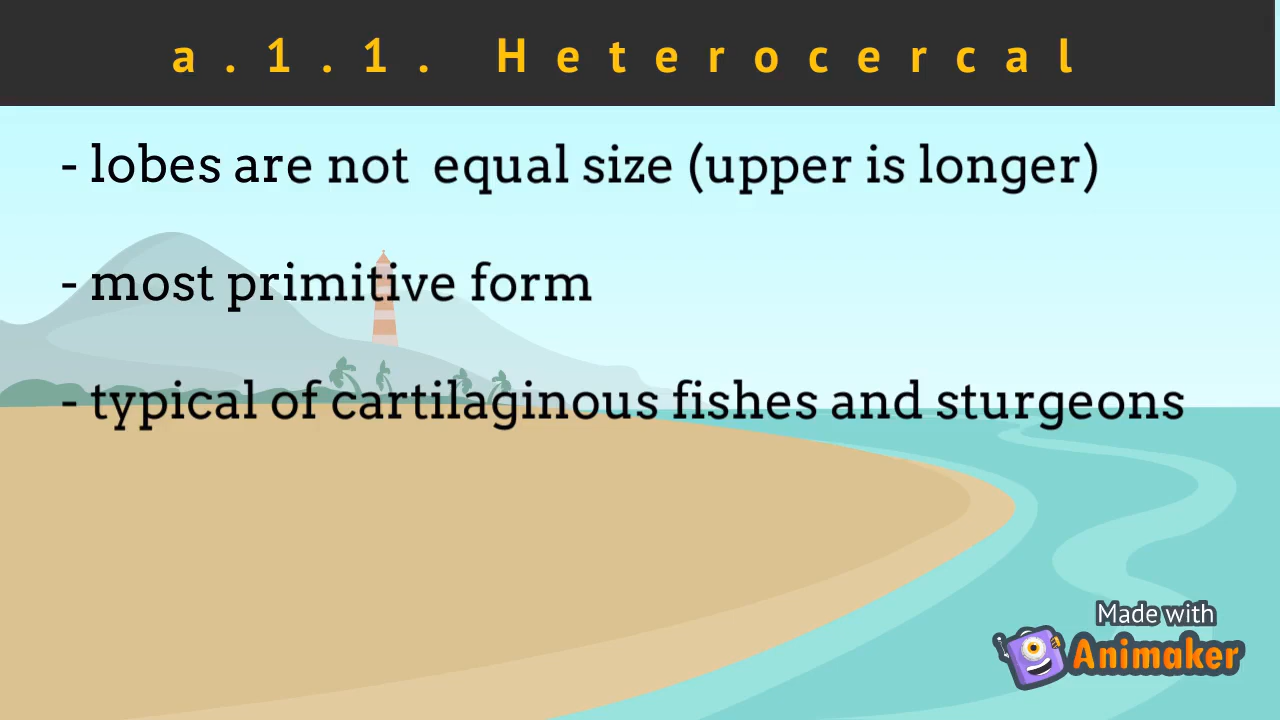 a.1.1. Heterocercal
- lobes are not equal size (upper is longer)
- most primitive form
- typical of cartilaginous fishes and sturgeons
Made with
Animaker